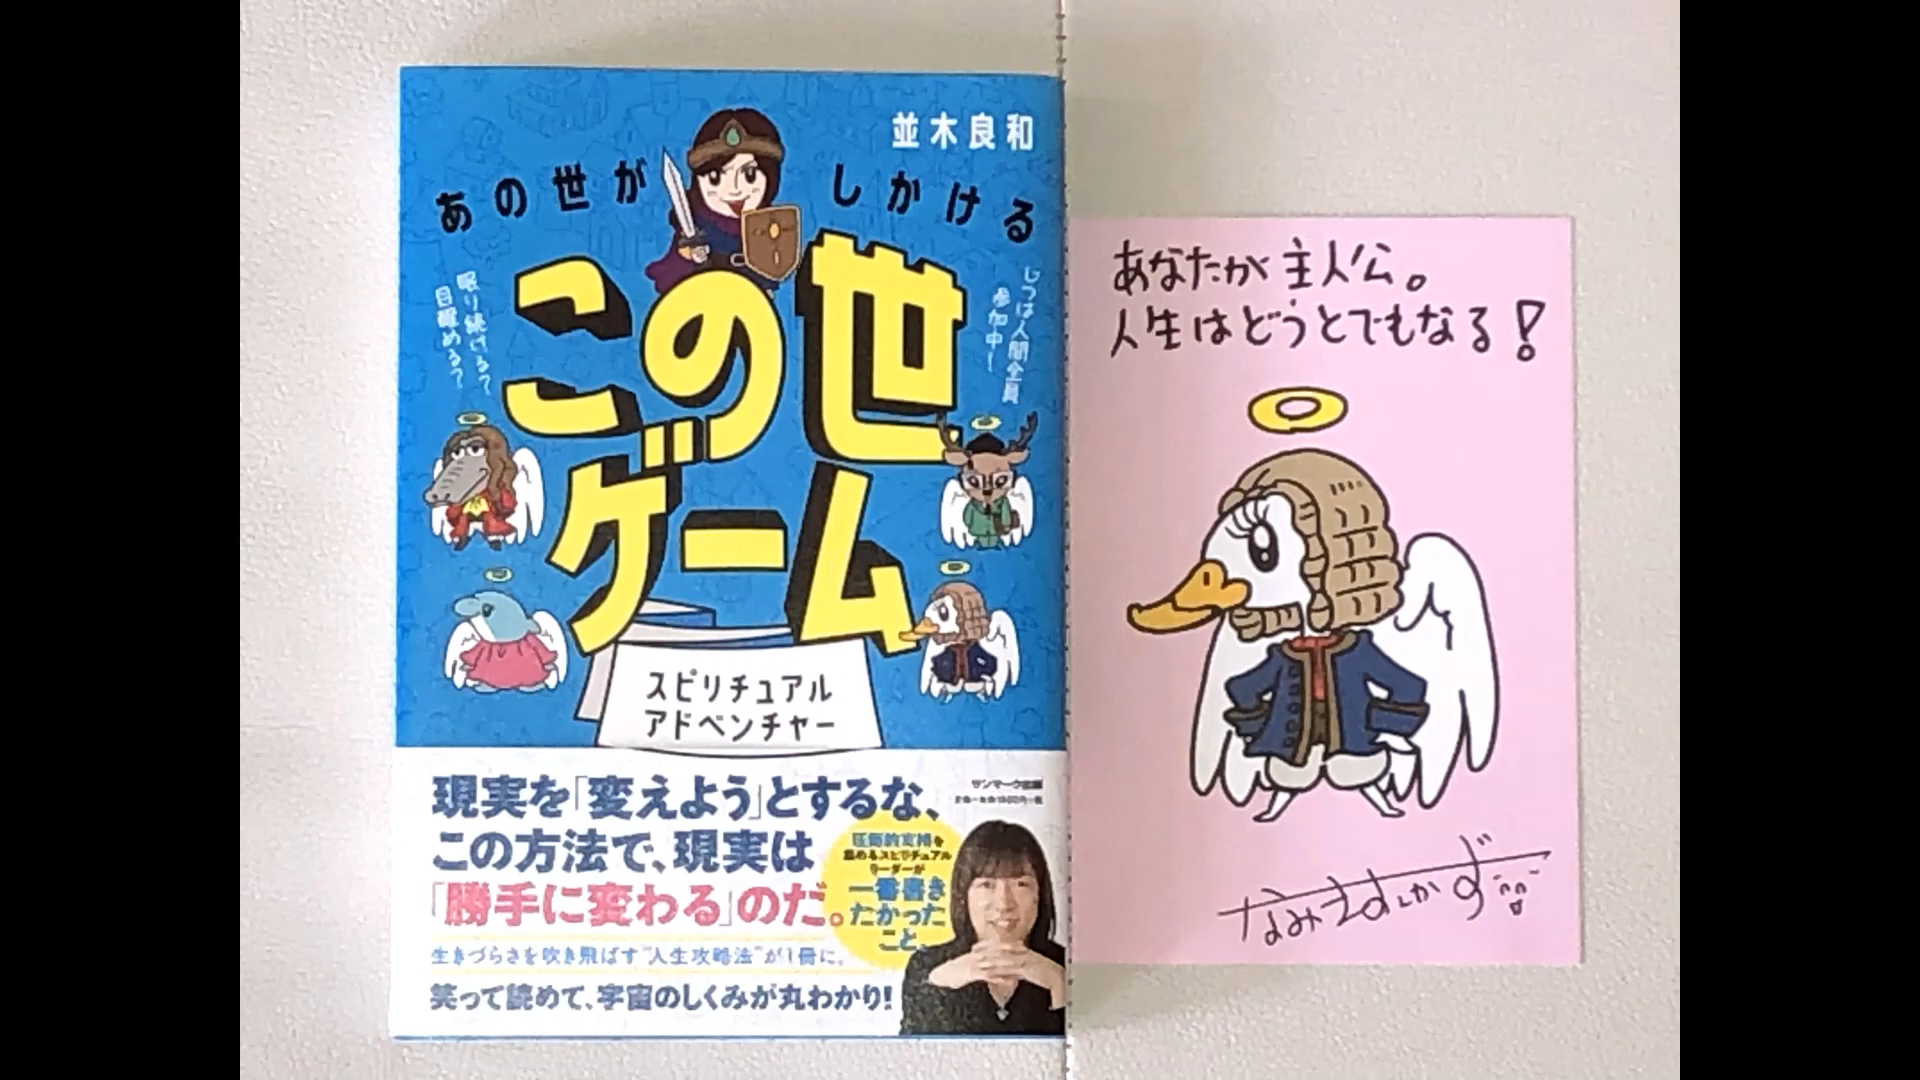 並木良和
あの世が しかける
この世
ゲーム
じつは人間全員
参加中！
眠り続ける？
目醒める？
スピリチュアル
アドベンチャー
現実を「変えよう」とするな、
この方法で、現実は
「勝手に変わる」のだ。
生きづらさを吹き飛ばす“人生攻略法”が1冊に。
笑って読めて、宇宙のしくみが丸わかり！
サンマーク出版
圧倒的支持を
集めるスピリチュアル
リーダーが
一番書き
たかった
こと。
あなたが主人公。
人生はどうとでもなる！
なみきよしかず